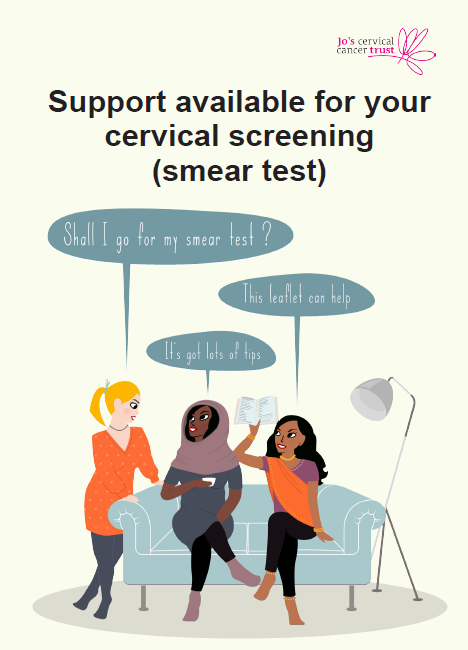 Jo's cervical
cancer trust
Support available for your
cervical screening
(smear test)
Shall I go for my smear test ?
This leaflet can help
It's got lots of tips